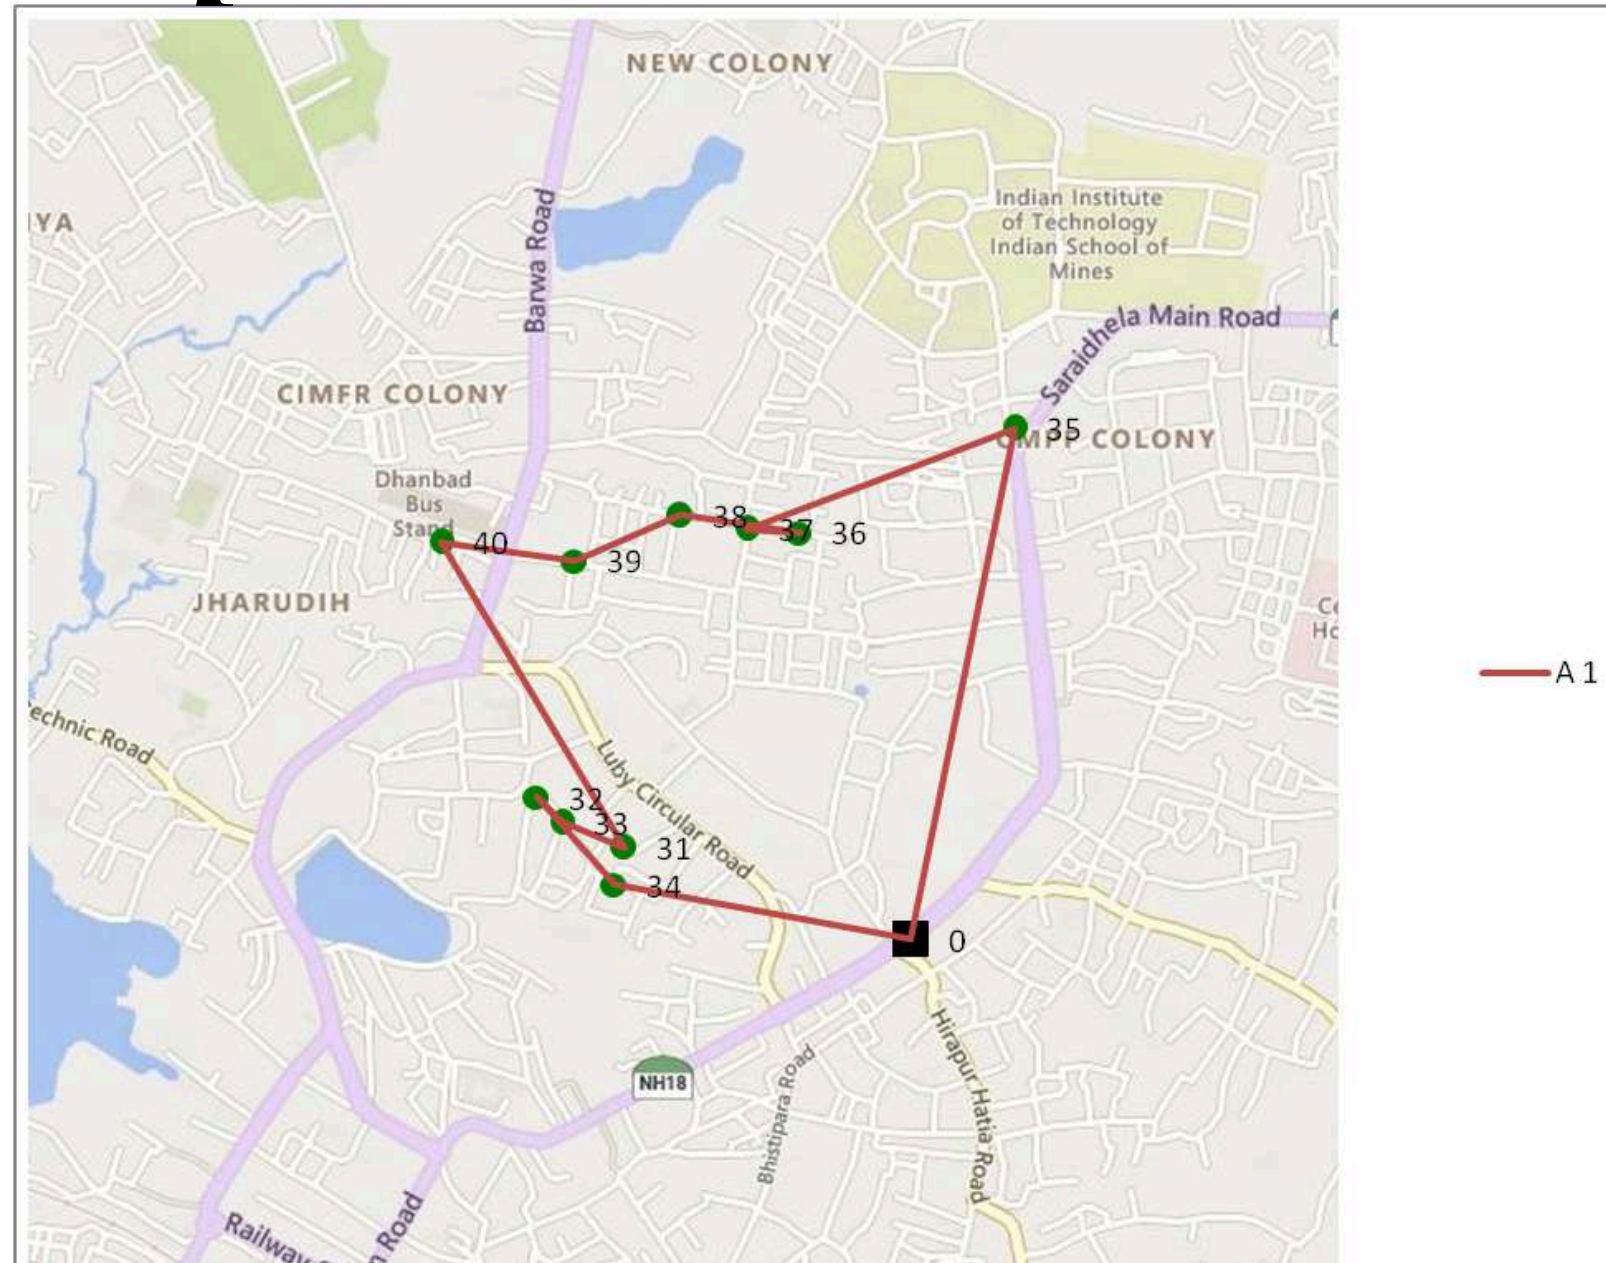 NEW COLONY
Indian Institute
of Technology
Indian School of
Mines
IYA
Barwa Road
Saraidhela Main Road
CIMFR COLONY
35
COLONY
Dhanbad
Bus
Stand
38
37
36
40
39
JHARUDIH
A 1
Luby Circular Road
32
33
31
34
0
Hirapur Hatia Road
Bhistipara Road
NH18
Railway
Road